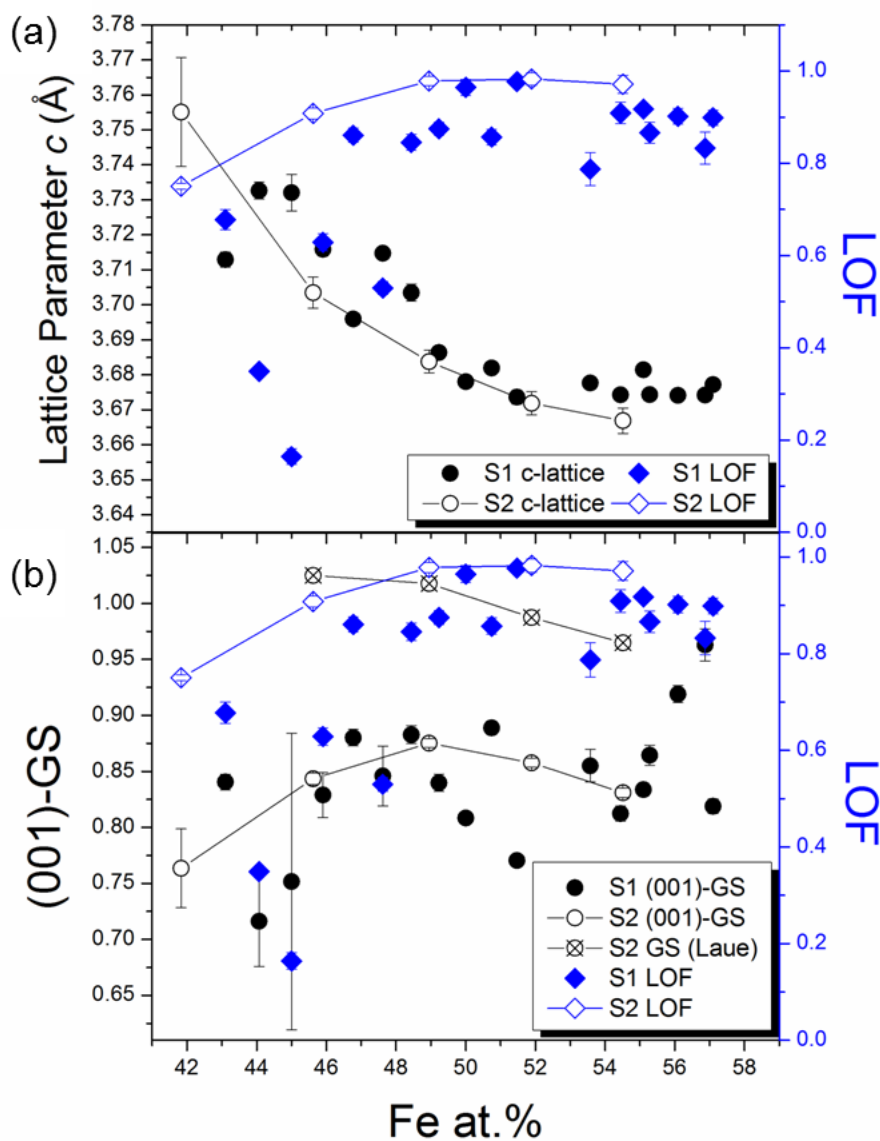 (a)
3.78
3.77
3.76
3.75
3.74
3.73
3.72
3.71
3.70
3.69
3.68
3.67
3.66
3.65
3.64
Lattice Parameter c (Å)
1.0
0.8
0.6
0.4
0.2
0.0
LOF
S1 c-lattice S1 LOF
S2 c-lattice S2 LOF
(b)
1.05
1.00
0.95
0.90
0.85
0.80
0.75
0.70
0.65
(001)-GS
1.0
0.8
0.6
0.4
0.2
0.0
LOF
S1 (001)-GS
S2 (001)-GS
S2 GS (Laue)
S1 LOF
S2 LOF
42 44 46 48 50 52 54 56 58
Fe at.%